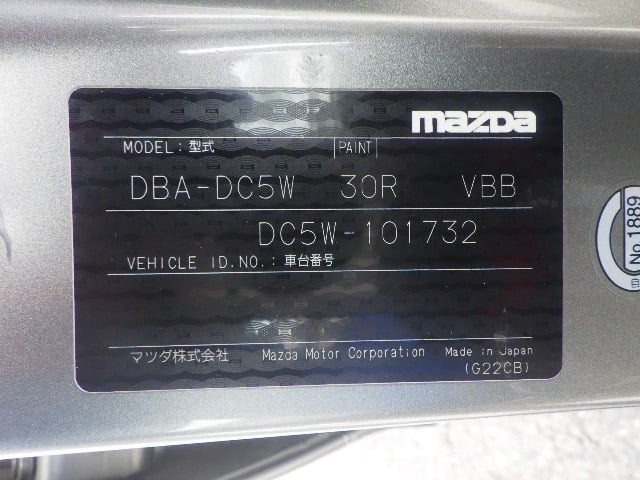 mazda
MODEL：型式 PAINT
DBA-DC5W 30R VBB
DC5W-101732
VEHICLE ID.NO.：車台番号
マツダ株式会社 Mazda Motor Corporation Made in Japan
(G22CB)
No 1889